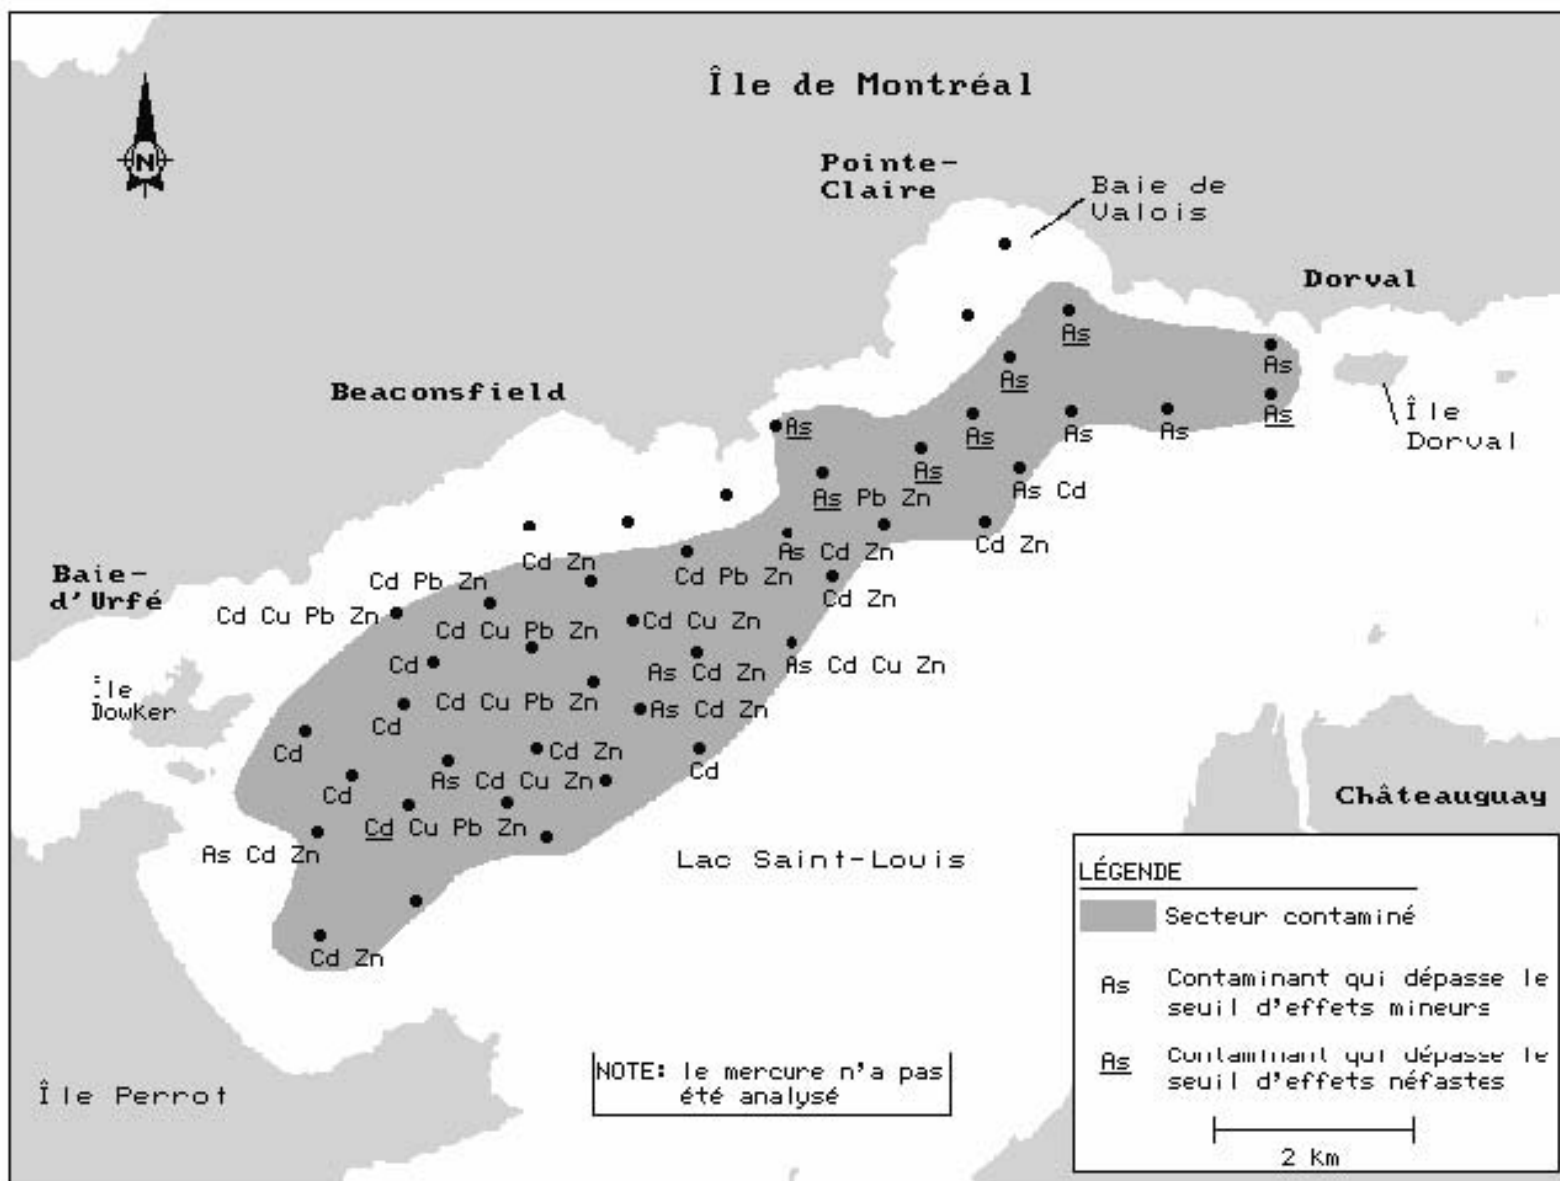 Île de Montréal
N
Pointe-
Claire
Baie de
Valois
Dorval
As
As
As
Beaconsfield
Île
Dorval
As
As
As
As
As
As
As Pb Zn
As Cd
Cd Zn
As Cd Zn
Cd Zn
Cd Pb Zn
Baie-
d'Urfé
Cd Pb Zn
Cd Zn
Cd Cu Pb Zn
Cd Cu Pb Zn
Cd Cu Zn
Cd
As Cd Zn
As Cd Cu Zn
Île
Dowker
Cd Cu Pb Zn
As Cd Zn
Cd
Cd
Cd Zn
Cd
Cd
As Cd Cu Zn
Cd Cu Pb Zn
As Cd Zn
Cd Zn
Châteauguay
Lac Saint-Louis
Île Perrot
NOTE: le mercure n'a pas
été analysé
LÉGENDE
Secteur contaminé
As
Contaminant qui dépasse le
seuil d'effets mineurs
As
Contaminant qui dépasse le
seuil d'effets néfastes
2 Km